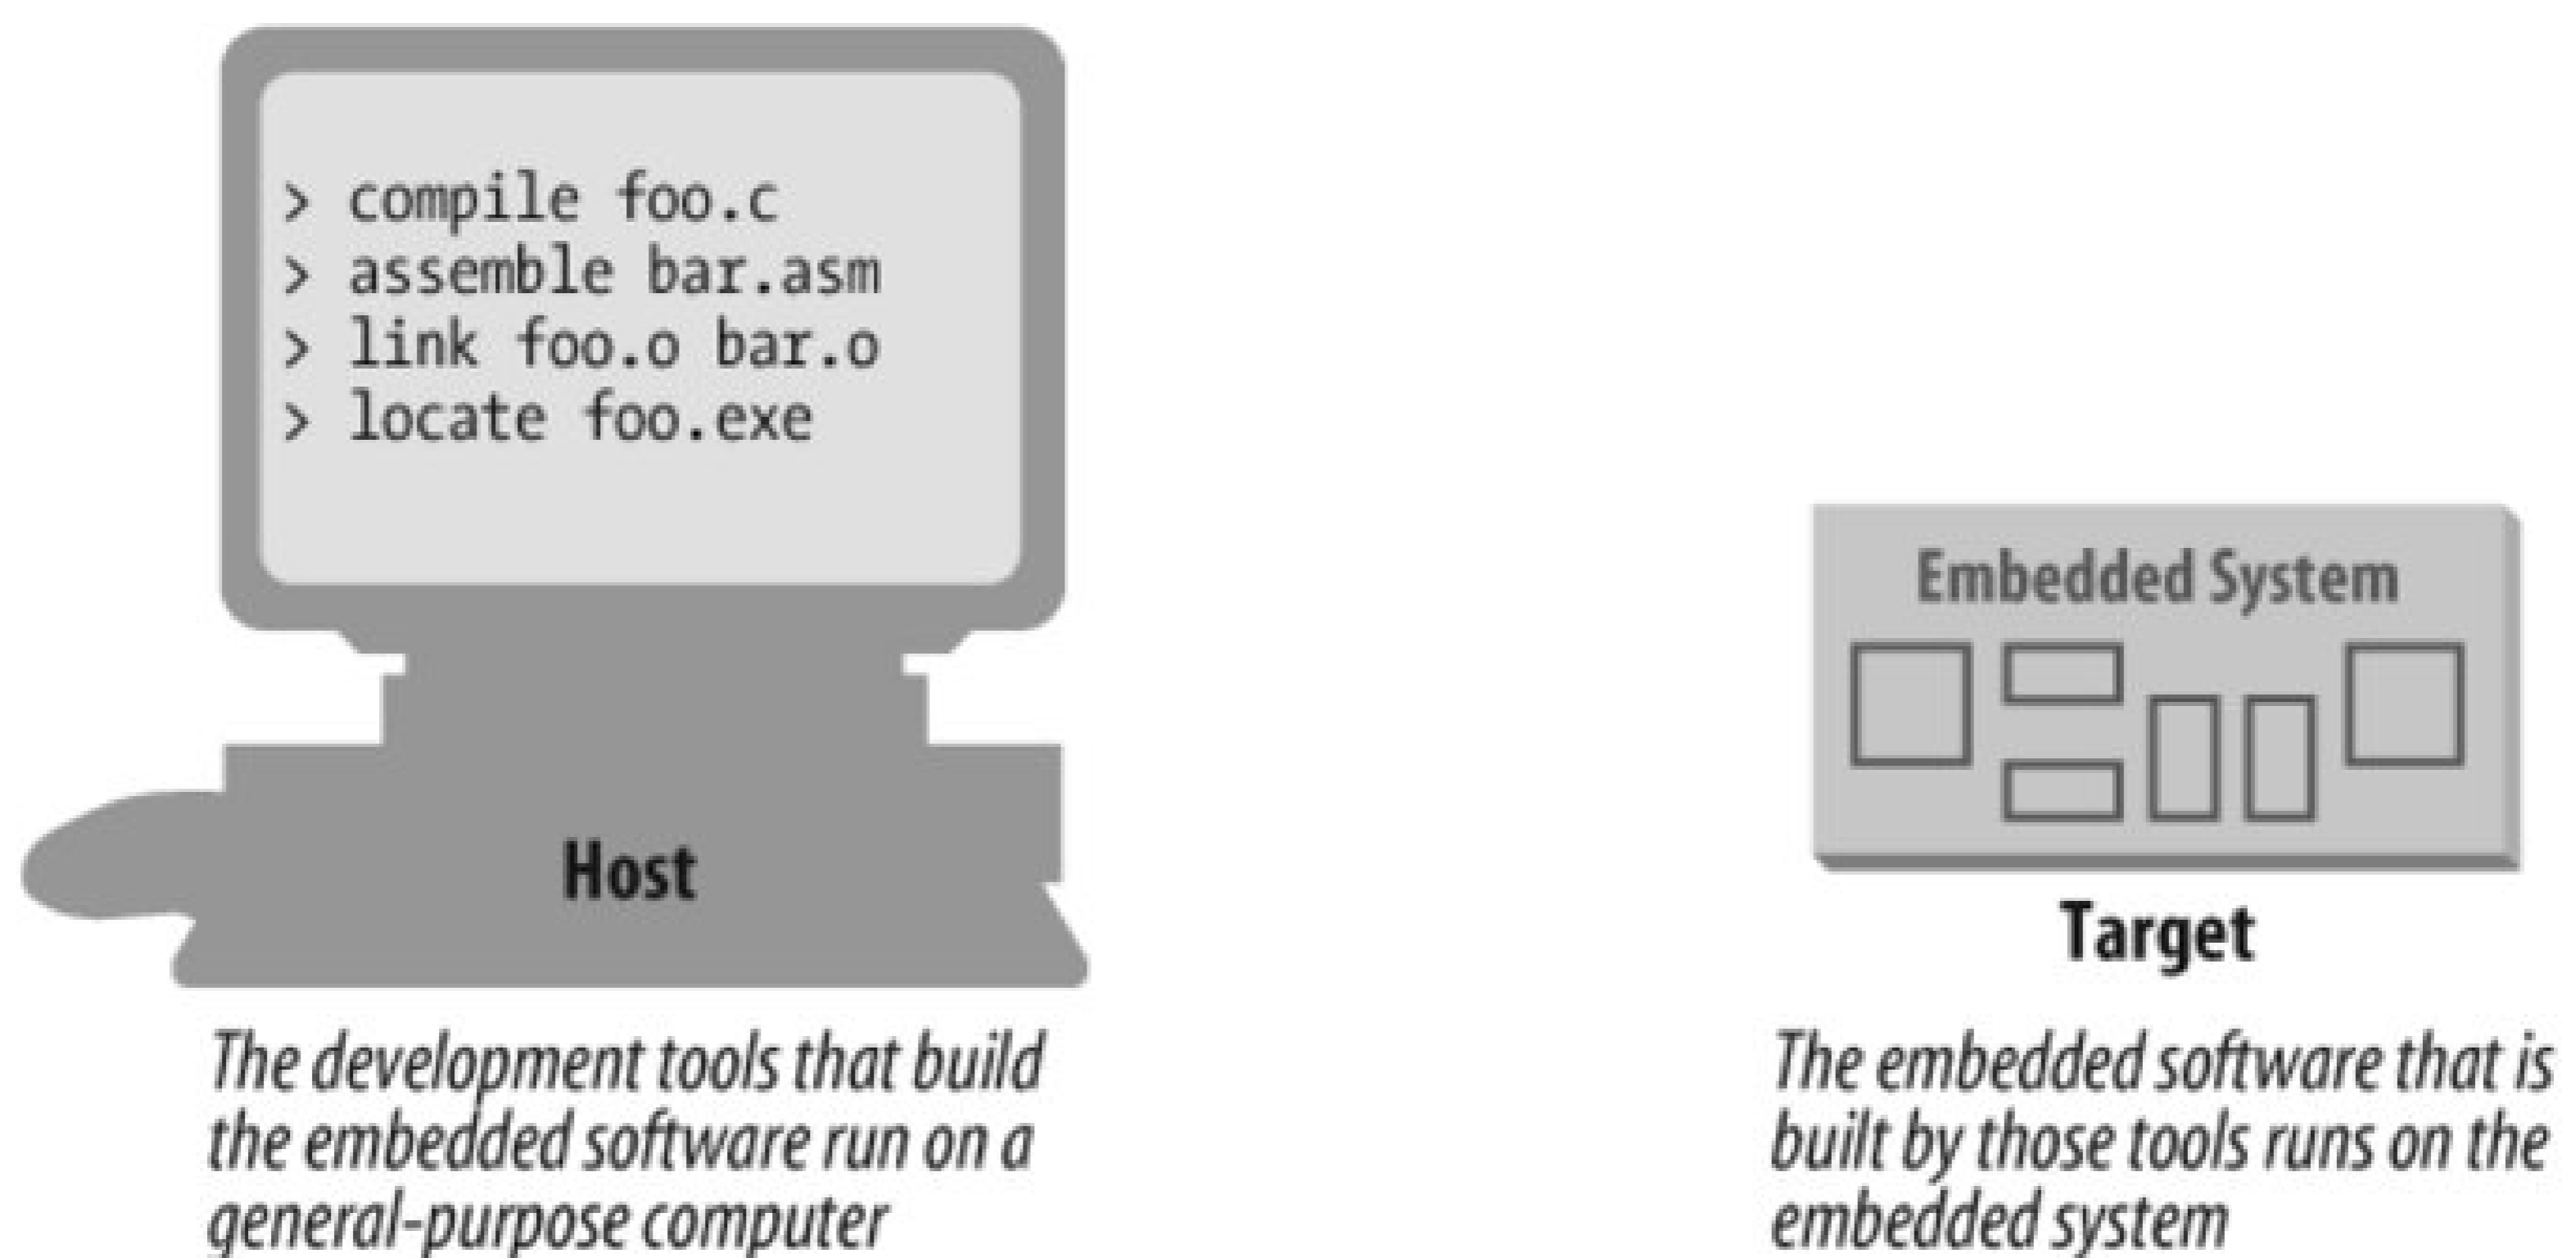 > compile foo.c
> assemble bar.asm
> link foo.o bar.o
> locate foo.exe
Host
The development tools that build
the embedded software run on a
general-purpose computer
Embedded System
Target
The embedded software that is
built by those tools runs on the
embedded system